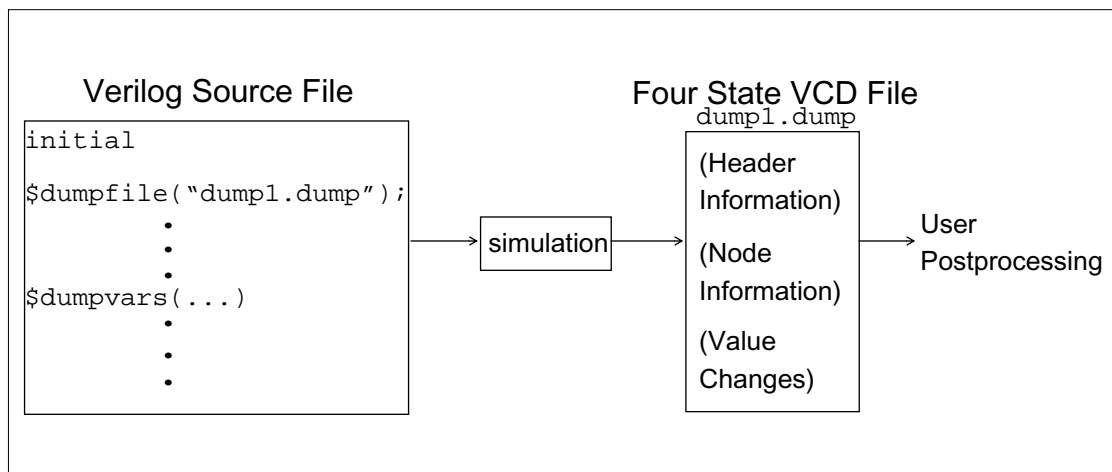 Verilog Source File
initial
$dumpfile(“dump1.dump”);
$dumpvars(...)
simulation
Four State VCD File
dump1.dump
(Header
Information)
(Node
Information)
(Value
Changes)
User
Postprocessing